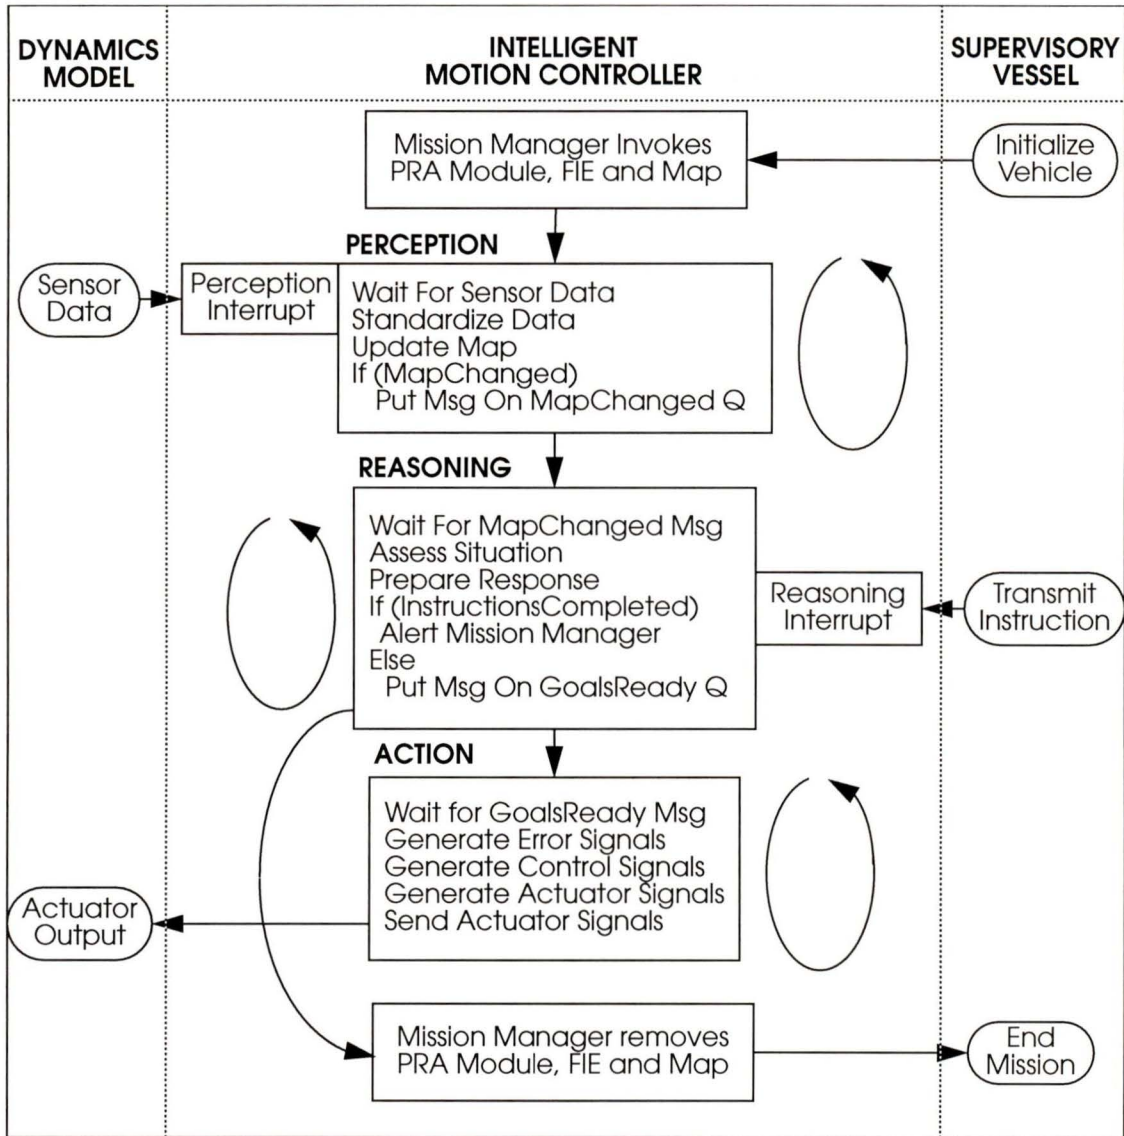 DYNAMICS
MODEL
INTELLIGENT
MOTION CONTROLLER
SUPERVISORY
VESSEL
Mission Manager Invokes
PRA Module, FIE and Map
Initialize
Vehicle
PERCEPTION
Sensor
Data
Perception
Interrupt
Wait For Sensor Data
Standardize Data
Update Map
If (MapChanged)
Put Msg On MapChanged Q
REASONING
Wait For MapChanged Msg
Assess Situation
Prepare Response
If (InstructionsCompleted)
Alert Mission Manager
Else
Put Msg On GoalsReady Q
Reasoning
Interrupt
Transmit
Instruction
ACTION
Wait for GoalsReady Msg
Generate Error Signals
Generate Control Signals
Generate Actuator Signals
Send Actuator Signals
Actuator
Output
Mission Manager removes
PRA Module, FIE and Map
End
Mission